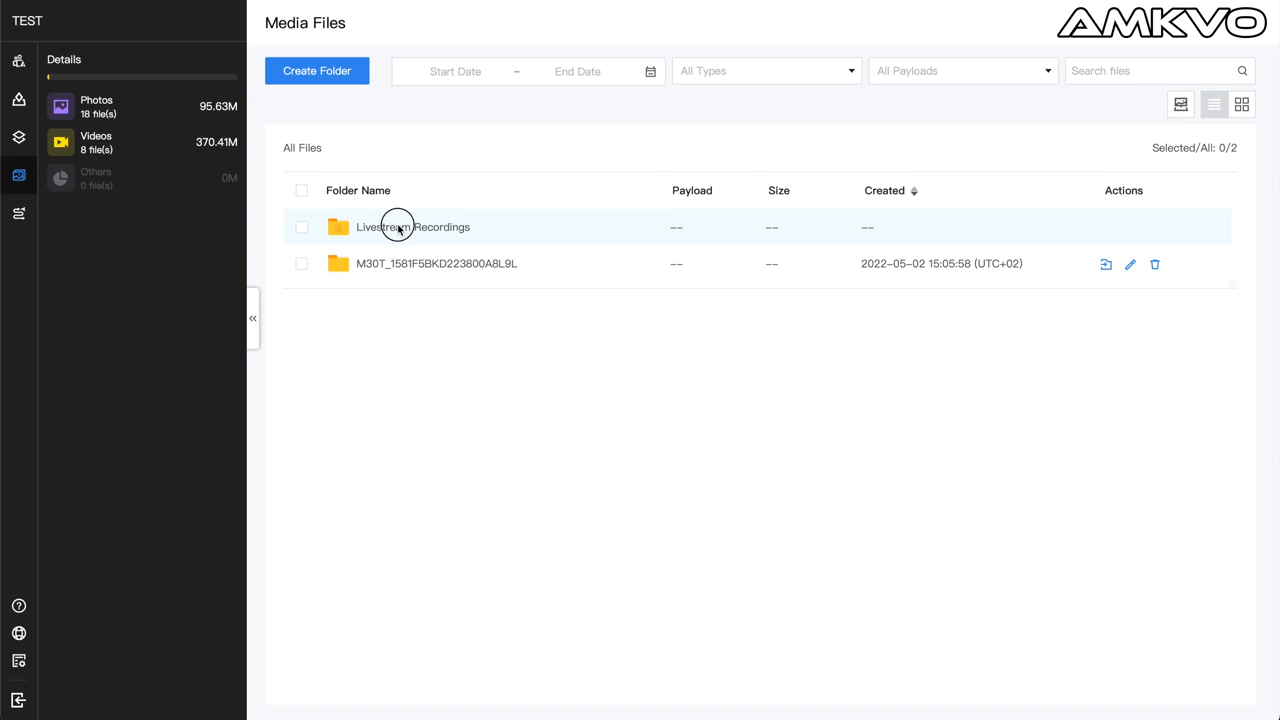 TEST
Media Files
AMKVO
Details
Create Folder
Start Date – End Date
All Types
All Payloads
Search files
Photos
18 file(s)
95.63M
Videos
8 file(s)
370.41M
Others
0 file(s)
0M
All Files
Selected/All: 0/2
Folder Name Payload Size Created Actions
Livestream Recordings -- -- --
M30T_1581F5BKD223800A8L9L -- -- 2022-05-02 15:05:58 (UTC+02)
«